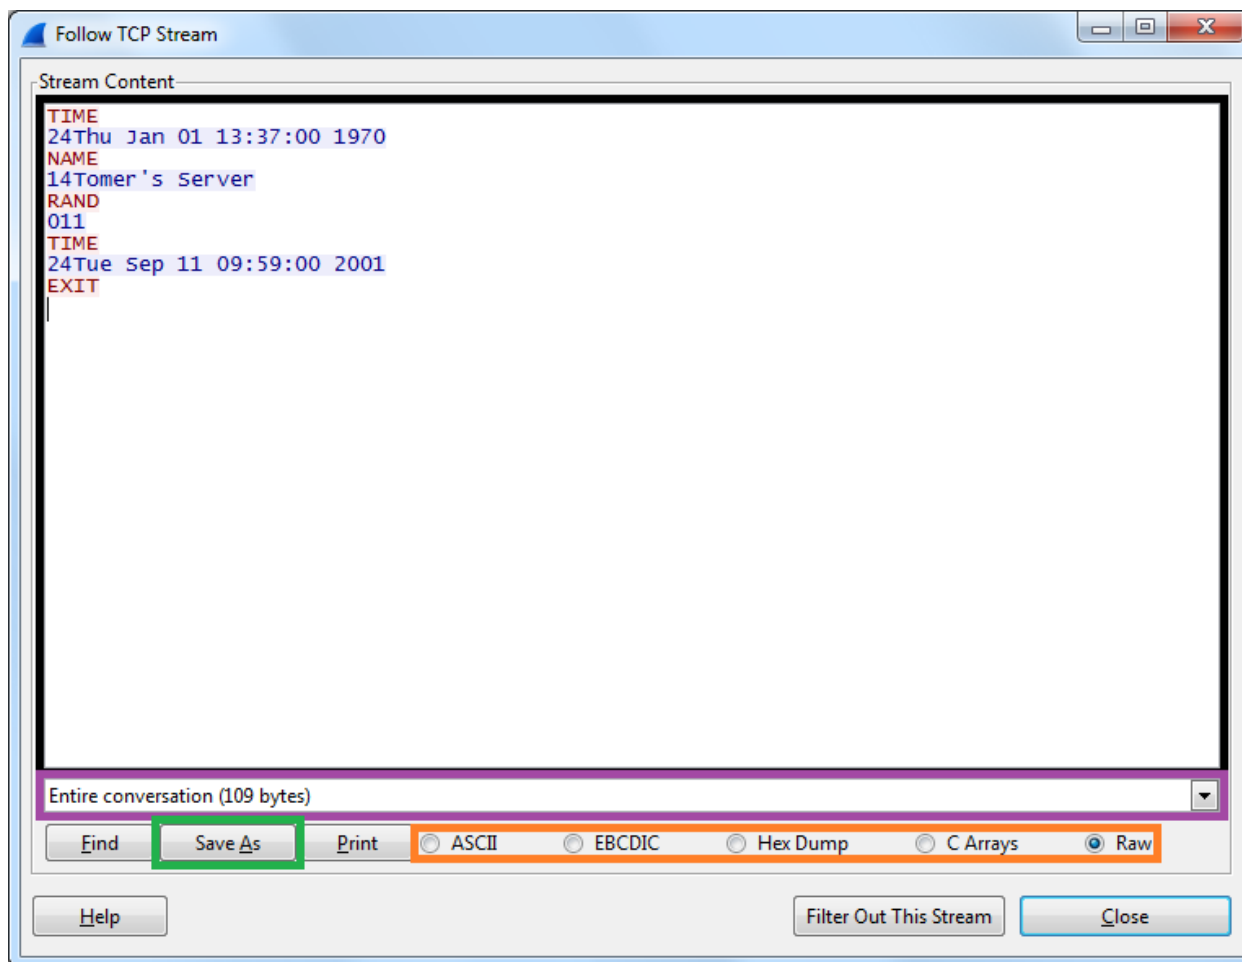 Follow TCP Stream
Stream Content
TIME
24Thu Jan 01 13:37:00 1970
NAME
14Tomer's Server
RAND
011
TIME
24Tue Sep 11 09:59:00 2001
EXIT
Entire conversation (109 bytes)
Find Save As Print ASCII EBCDIC Hex Dump C Arrays Raw
Help Filter Out This Stream Close